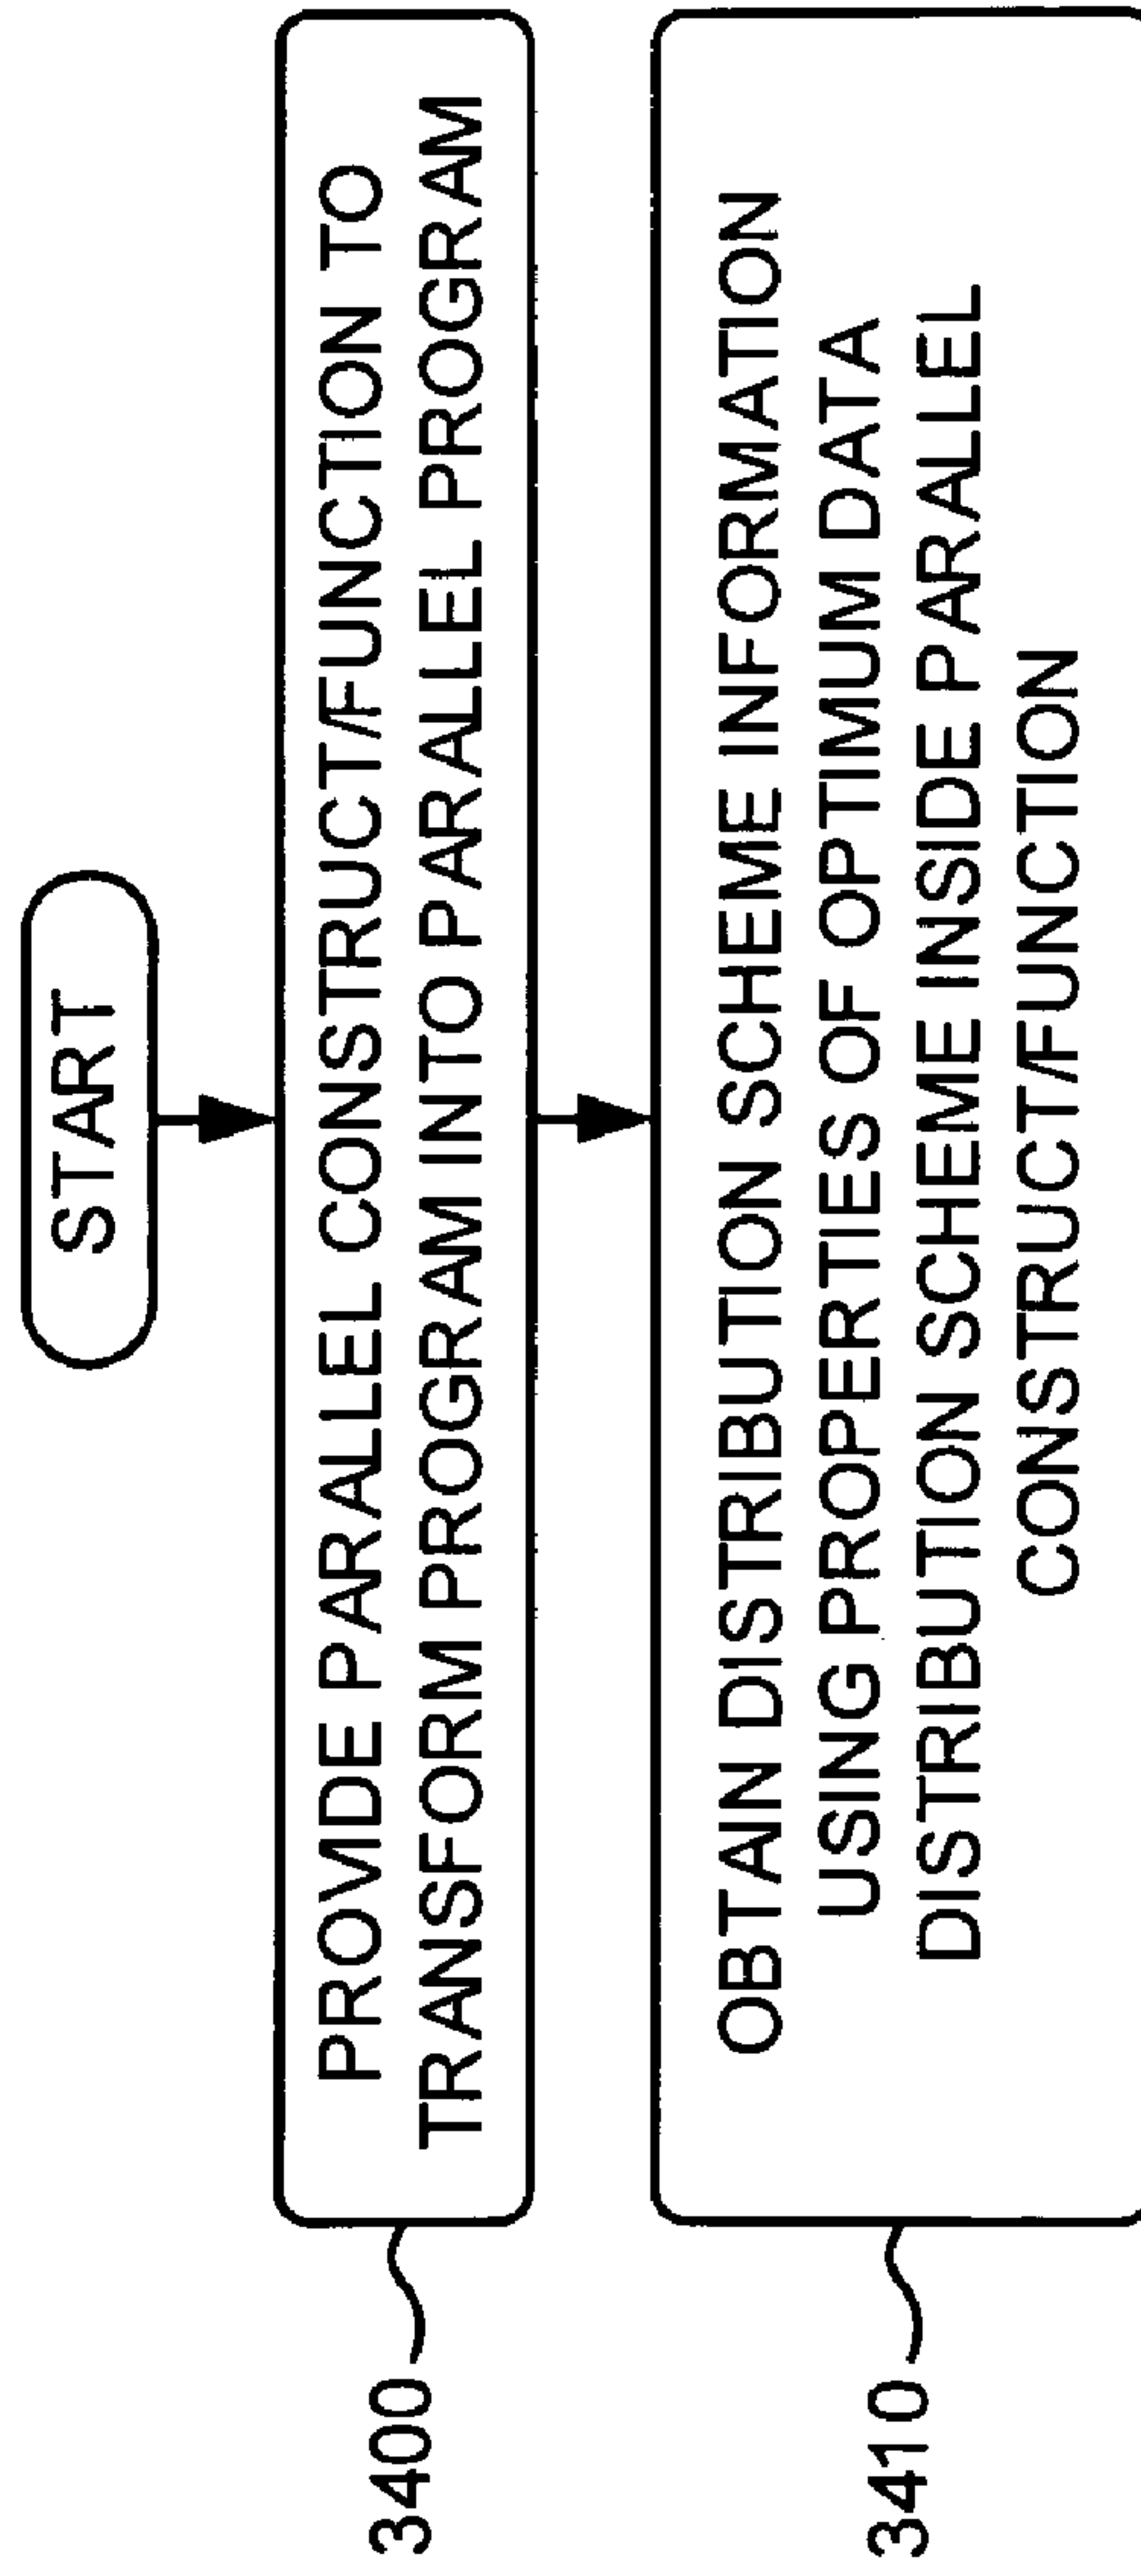 START
PROVIDE PARALLEL CONSTRUCT/FUNCTION TO
TRANSFORM PROGRAM INTO PARALLEL PROGRAM
3400
OBTAIN DISTRIBUTION SCHEME INFORMATION
USING PROPERTIES OF OPTIMUM DATA
DISTRIBUTION SCHEME INSIDE PARALLEL
CONSTRUCT/FUNCTION
3410